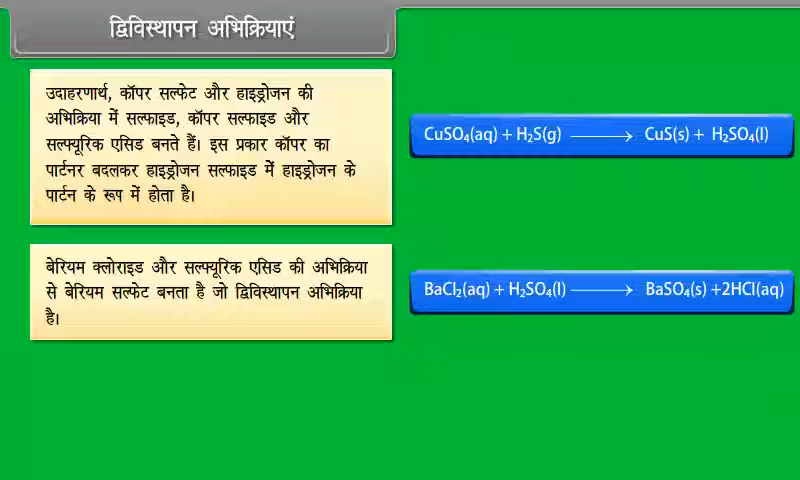 द्विविस्थापन अभिक्रियाएं
उदाहरणार्थ, कॉपर सल्फेट और हाइड्रोजन की
अभिक्रिया में सल्फाइड, कॉपर सल्फाइड और
सल्फ्यूरिक एसिड बनते हैं। इस प्रकार कॉपर का
पार्टनर बदलकर हाइड्रोजन सल्फाइड में हाइड्रोजन के
पार्टन के रूप में होता है।
CuSO₄(aq) + H₂S(g) ⟶ CuS(s) + H₂SO₄(l)
बेरियम क्लोराइड और सल्फ्यूरिक एसिड की अभिक्रिया
से बेरियम सल्फेट बनता है जो द्विविस्थापन अभिक्रिया
है।
BaCl₂(aq) + H₂SO₄(l) ⟶ BaSO₄(s) +2HCl(aq)